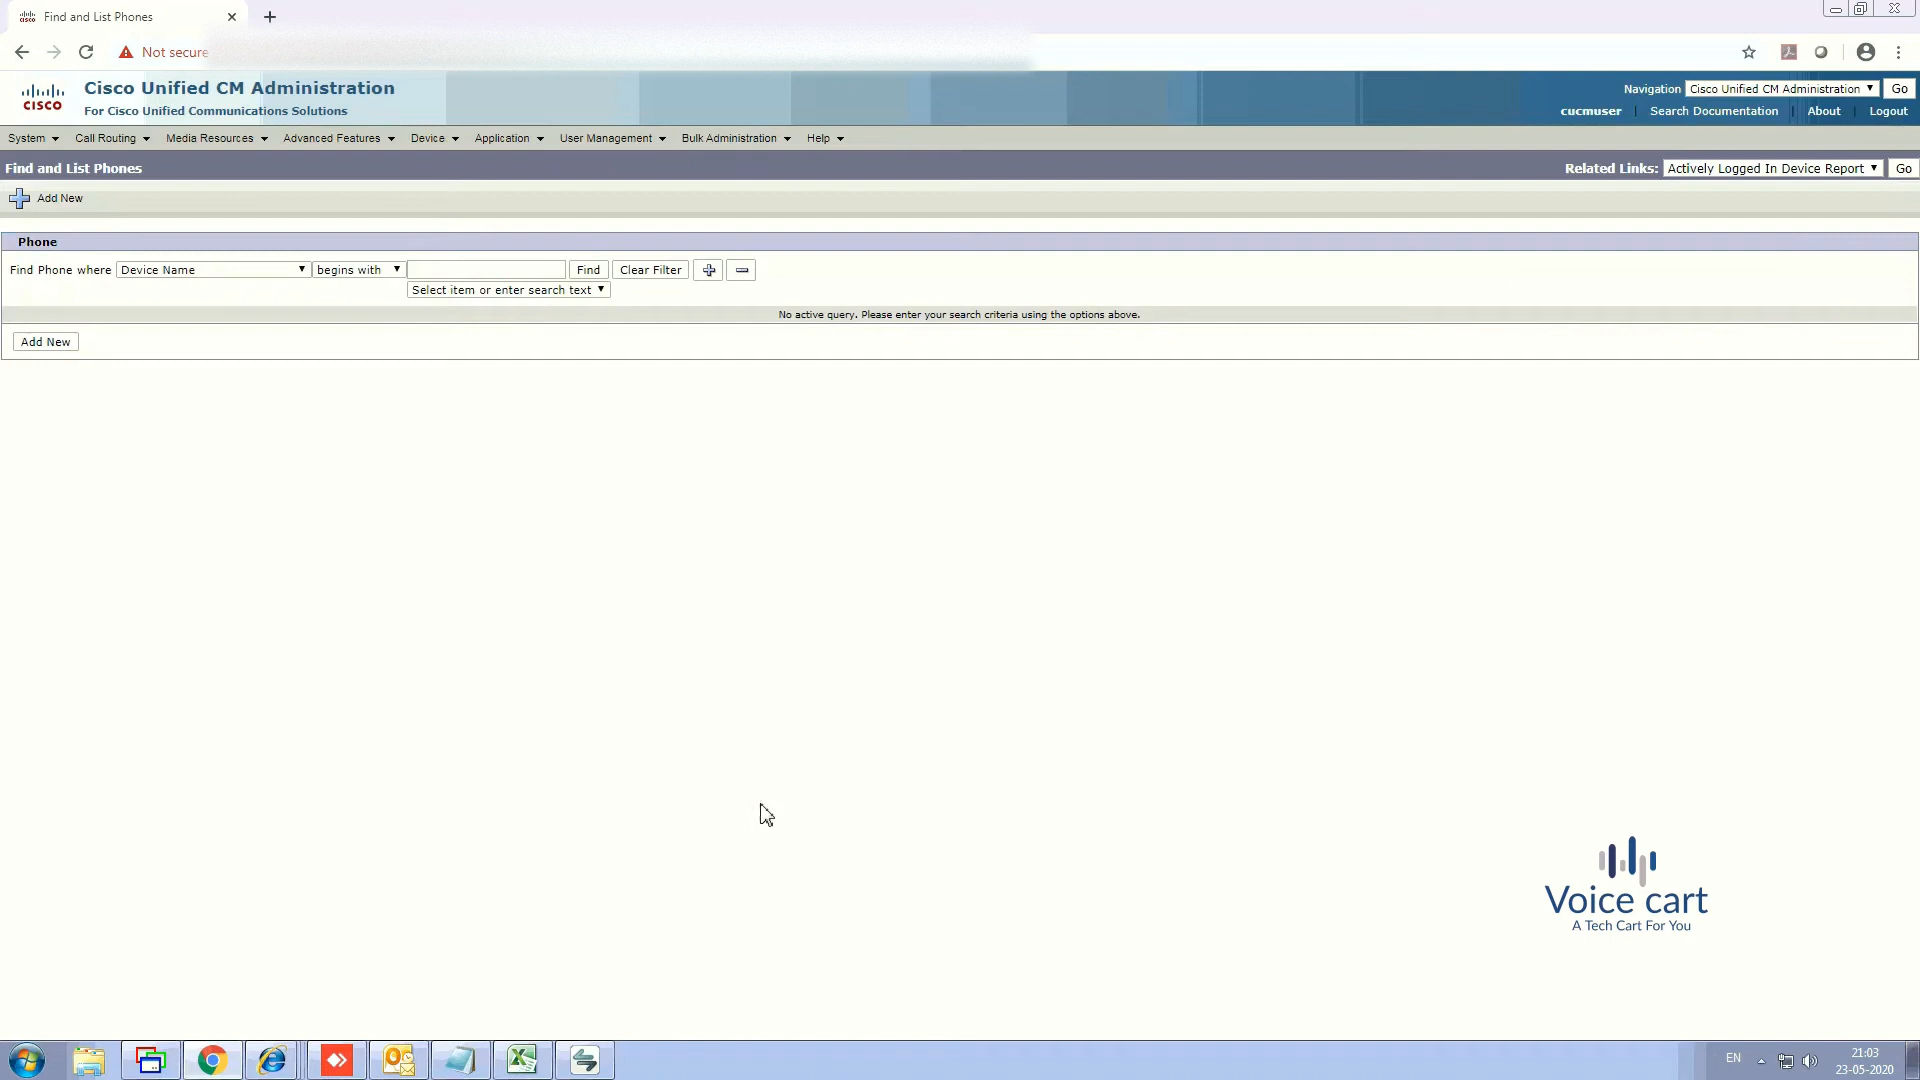 Find and List Phones
Not secure
CISCO
Cisco Unified CM Administration
For Cisco Unified Communications Solutions
Navigation Cisco Unified CM Administration Go
cucmuser | Search Documentation | About | Logout
System Call Routing Media Resources Advanced Features Device Application User Management Bulk Administration Help
Find and List Phones
Related Links: Actively Logged In Device Report Go
Add New
Phone
Find Phone where Device Name begins with Find Clear Filter
Select item or enter search text
No active query. Please enter your search criteria using the options above.
Add New
Voice cart
A Tech Cart For You
EN
21:03
23-05-2020